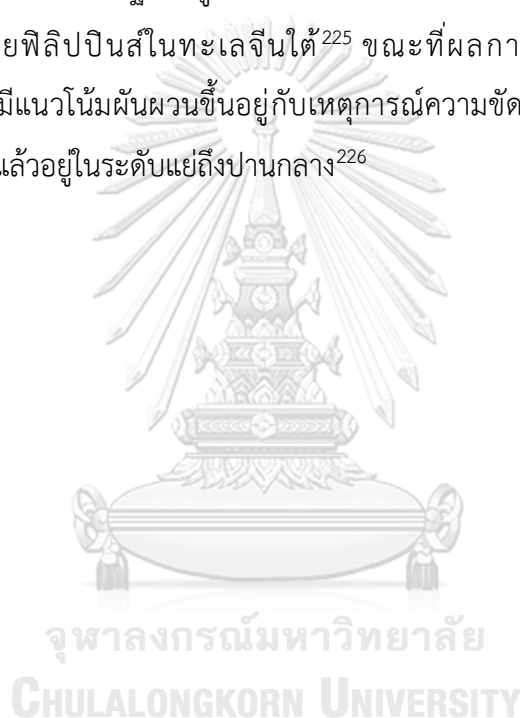 ยฟิลิปปินส์ในทะเลจีนใต้225 ขณะที่ผลกา
มีแนวโน้มผันผวนขึ้นอยู่กับเหตุการณ์ความขัด
แล้วอยู่ในระดับแย่ถึงปานกลาง226
จุฬาลงกรณ์มหาวิทยาลัย
CHULALONGKORN UNIVERSITY